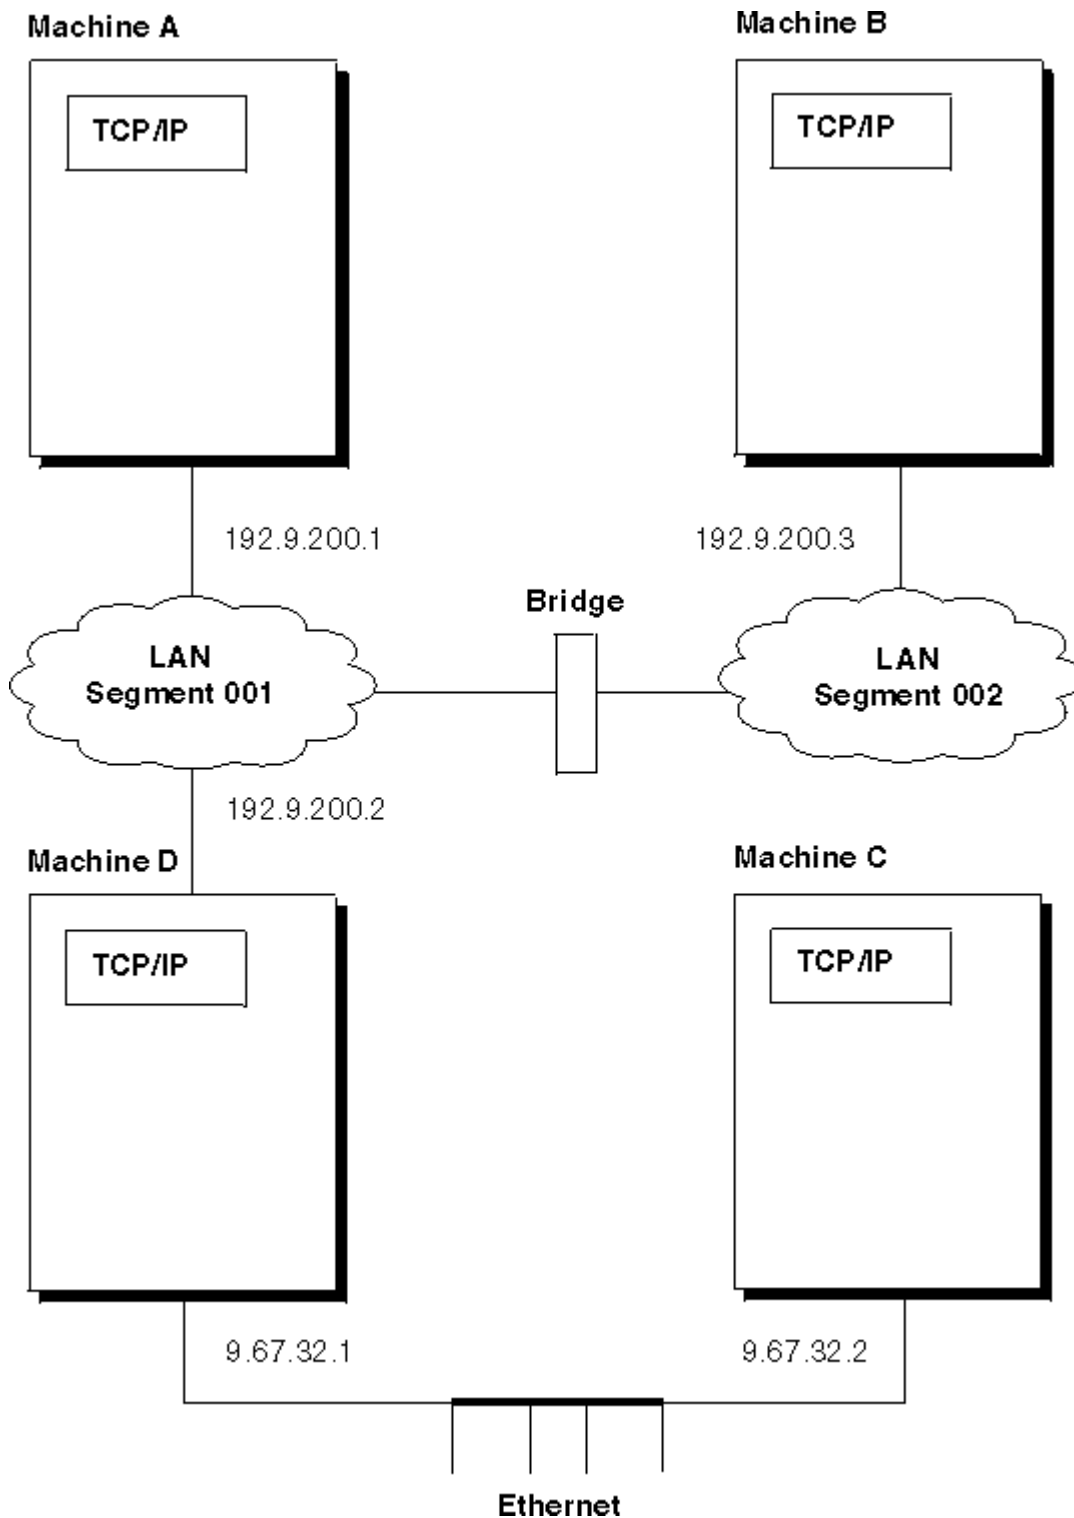 Machine A
Machine B
TCP/IP
TCP/IP
192.9.200.1
192.9.200.3
Bridge
LAN
Segment 001
LAN
Segment 002
192.9.200.2
Machine D
Machine C
TCP/IP
TCP/IP
9.67.32.1
9.67.32.2
Ethernet